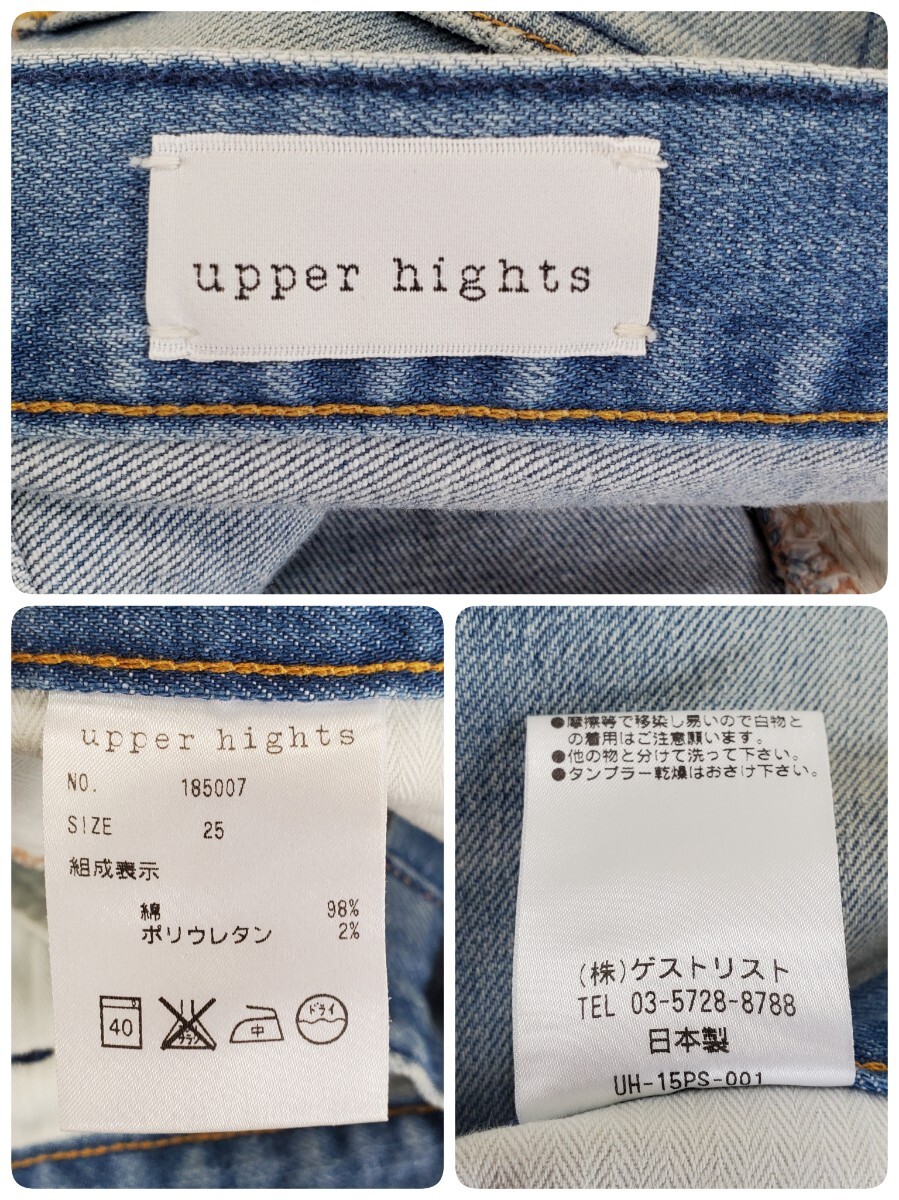 upper hights
upper hights
NO. 185007
SIZE 25
組成表示
綿 98%
ポリウレタン 2%
40
中
ドライ
●摩擦等で移染し易いので白物と
の着用はご注意願います。
●他の物と分けて洗って下さい。
●タンブラー乾燥はおさけ下さい。
(株)ゲストリスト
TEL 03-5728-8788
日本製
UH-15PS-001